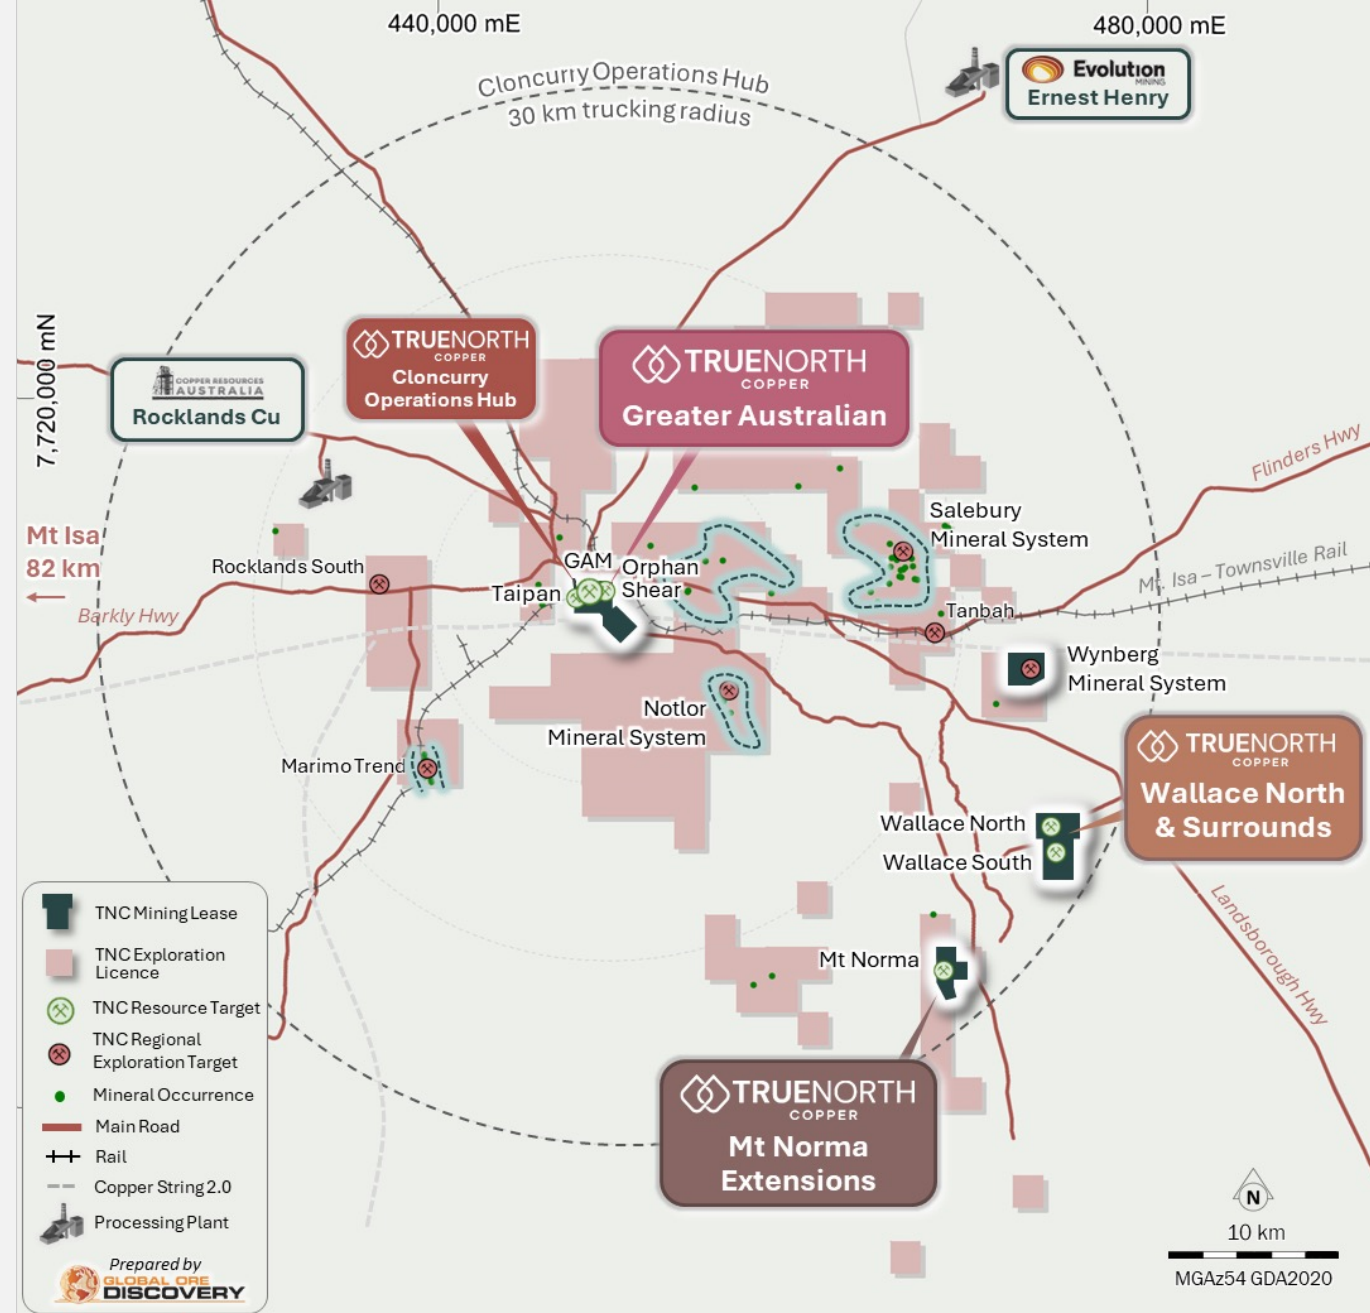 440,000 mE
480,000 mE
Cloncurry Operations Hub
30 km trucking radius
Evolution
MINING
Ernest Henry
7,720,000 mN
COPPER RESOURCES
AUSTRALIA
Rocklands Cu
TRUENORTH
COPPER
Cloncurry
Operations Hub
TRUENORTH
COPPER
Greater Australian
Flinders Hwy
Salebury
Mineral System
Mt Isa
82 km
Rocklands South
GAM
Orphan
Shear
Taipan
Mt. Isa – Townsville Rail
Barkly Hwy
Tanbah
Wynberg
Mineral System
Notlor
Mineral System
Marimo Trend
TRUENORTH
COPPER
Wallace North
& Surrounds
Wallace North
Wallace South
Landsborough Hwy
Mt Norma
TRUENORTH
COPPER
Mt Norma
Extensions
TNC Mining Lease
TNC Exploration
Licence
TNC Resource Target
TNC Regional
Exploration Target
Mineral Occurrence
Main Road
Rail
Copper String 2.0
Processing Plant
Prepared by
GLOBAL ORE
DISCOVERY
N
10 km
MGAz54 GDA2020